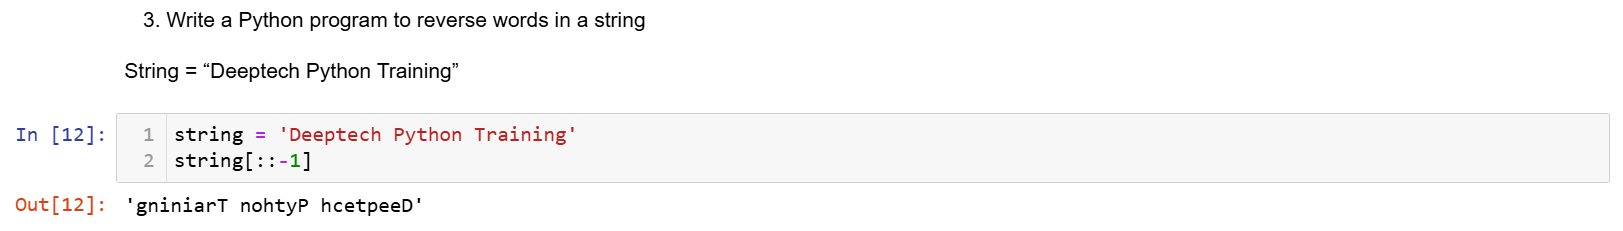 3. Write a Python program to reverse words in a string
String = “Deeptech Python Training”
In [12]: 1 string = 'Deeptech Python Training'
2 string[::-1]
Out[12]: 'gniniarT nohtyP hcetpeeD'